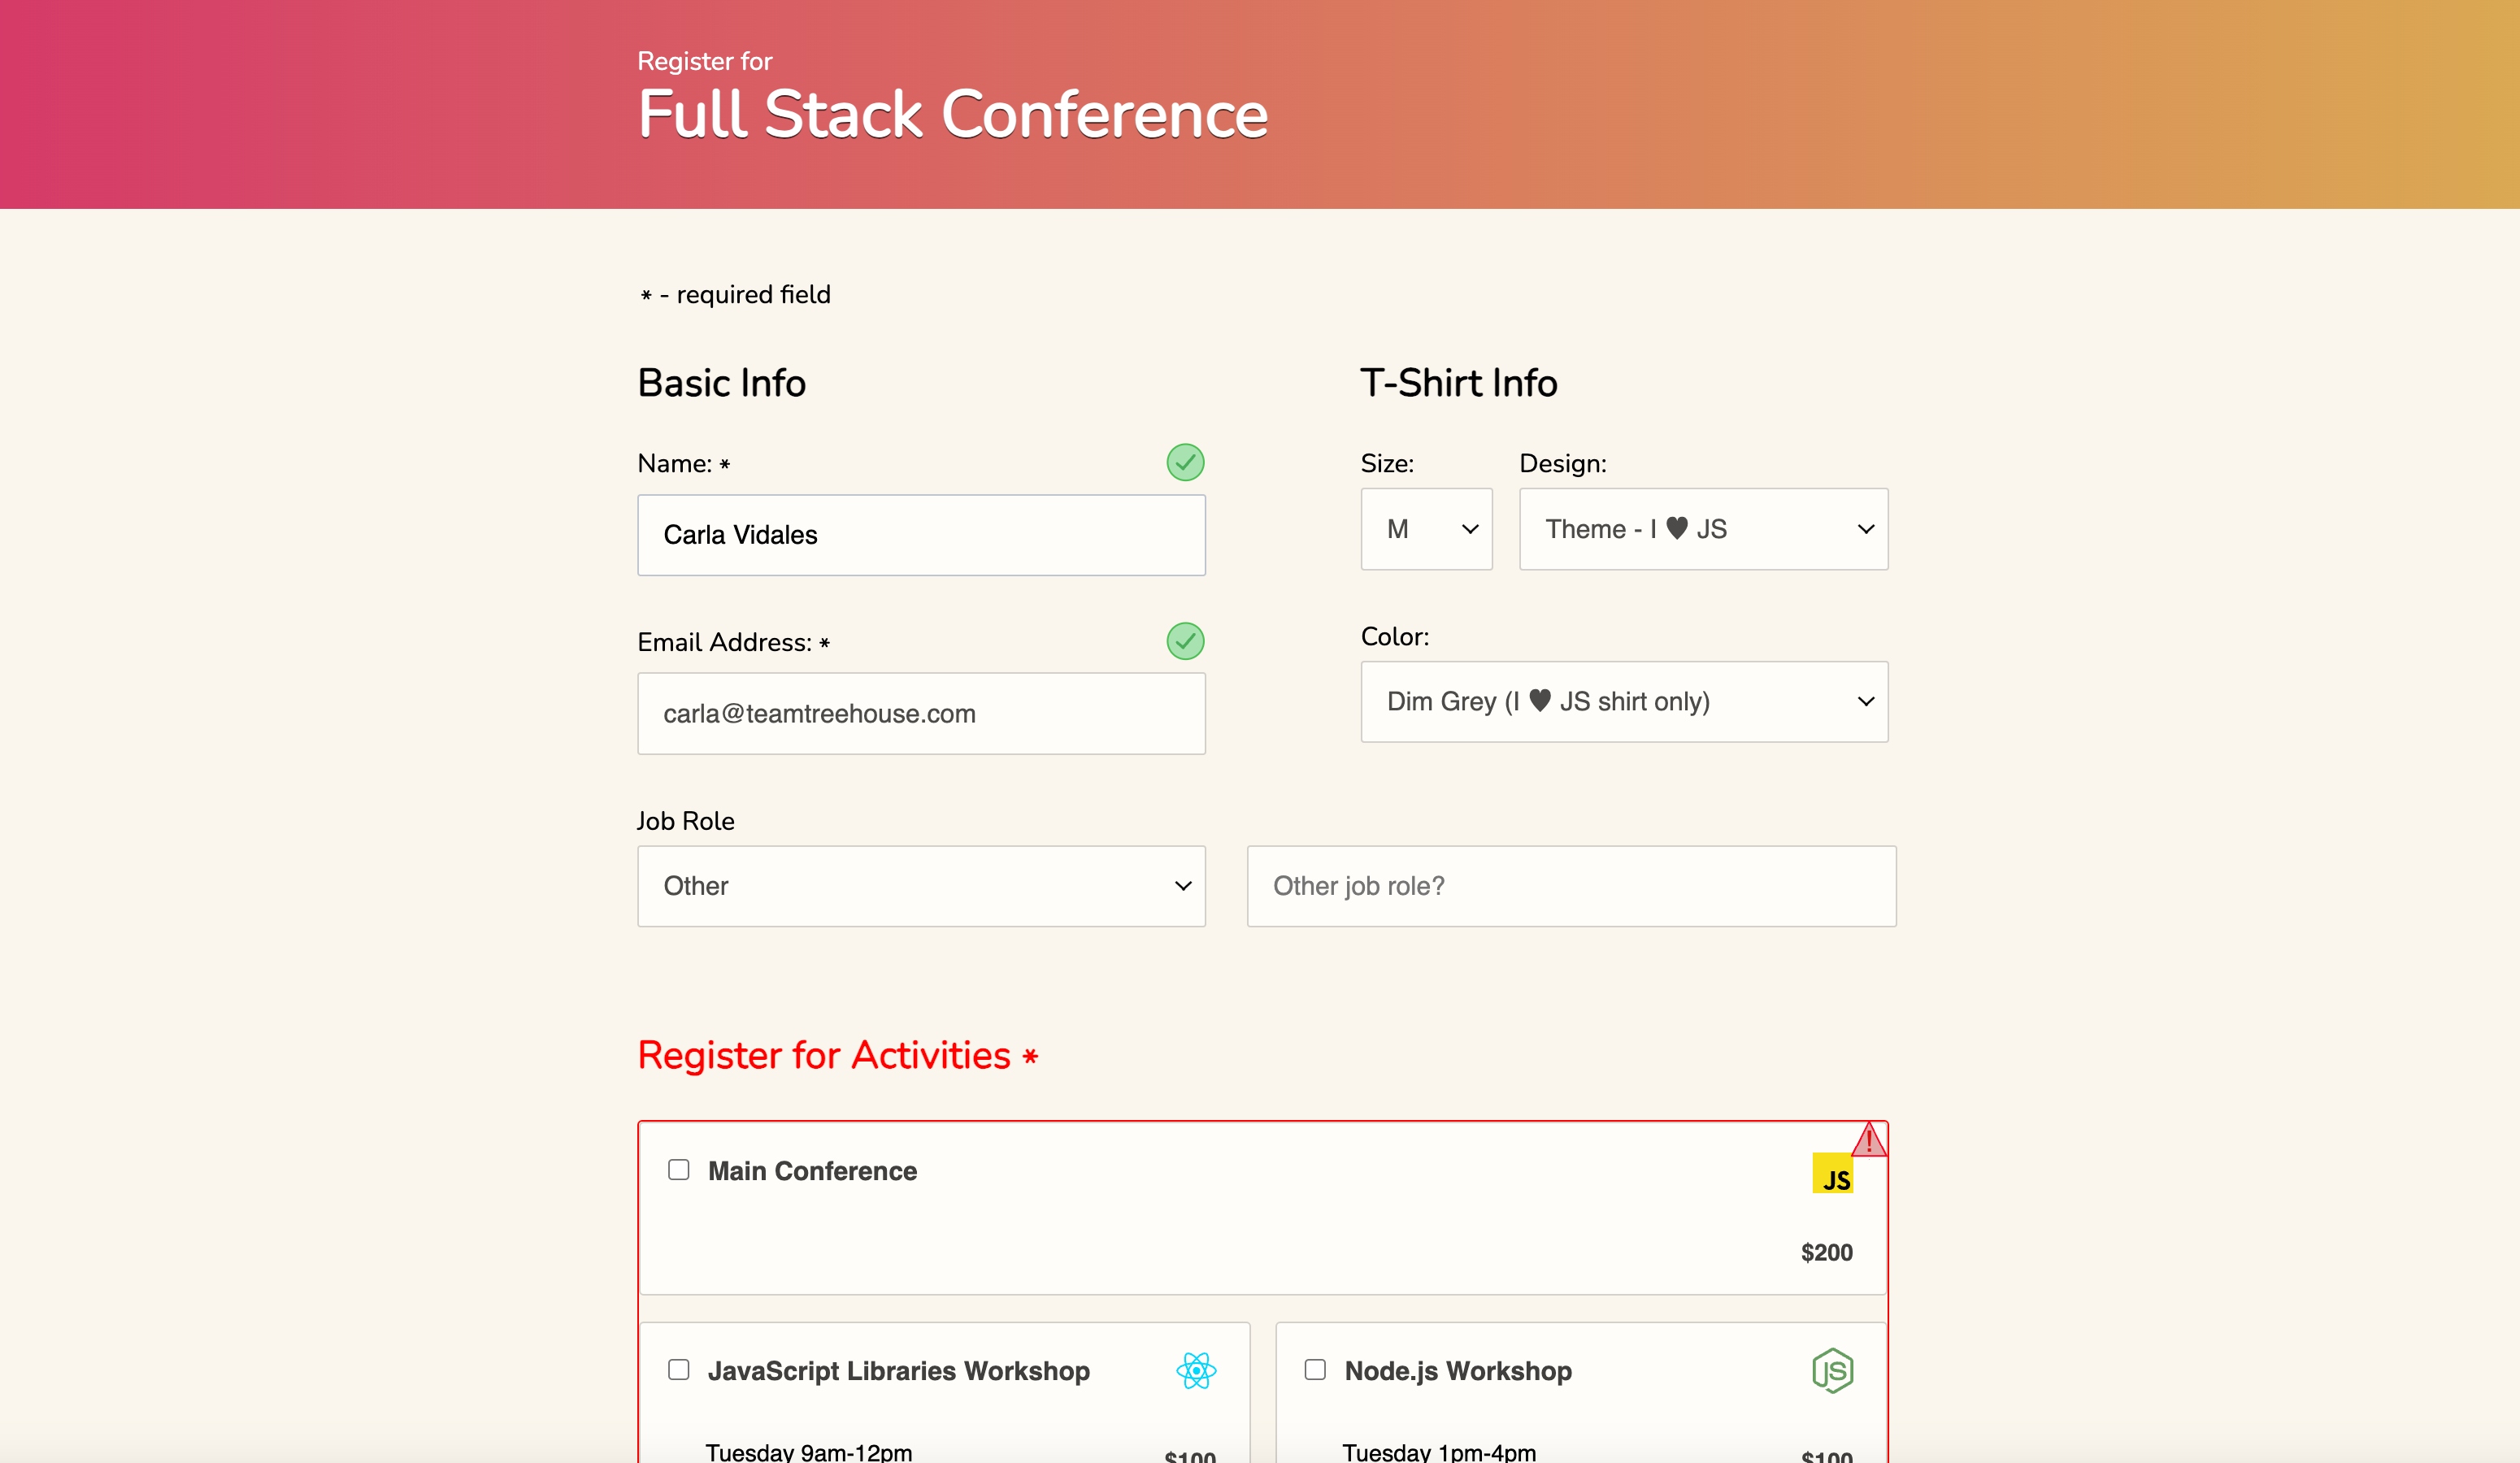 Register for
Full Stack Conference
* - required field
Basic Info
Name: *
Carla Vidales
Email Address: *
carla@teamtreehouse.com
Job Role
Other
Other job role?
T-Shirt Info
Size:
M
Design:
Theme - I ♥ JS
Color:
Dim Grey (I ♥ JS shirt only)
Register for Activities *
Main Conference
JS
$200
JavaScript Libraries Workshop
Tuesday 9am-12pm
$100
Node.js Workshop
JS
Tuesday 1pm-4pm
$100